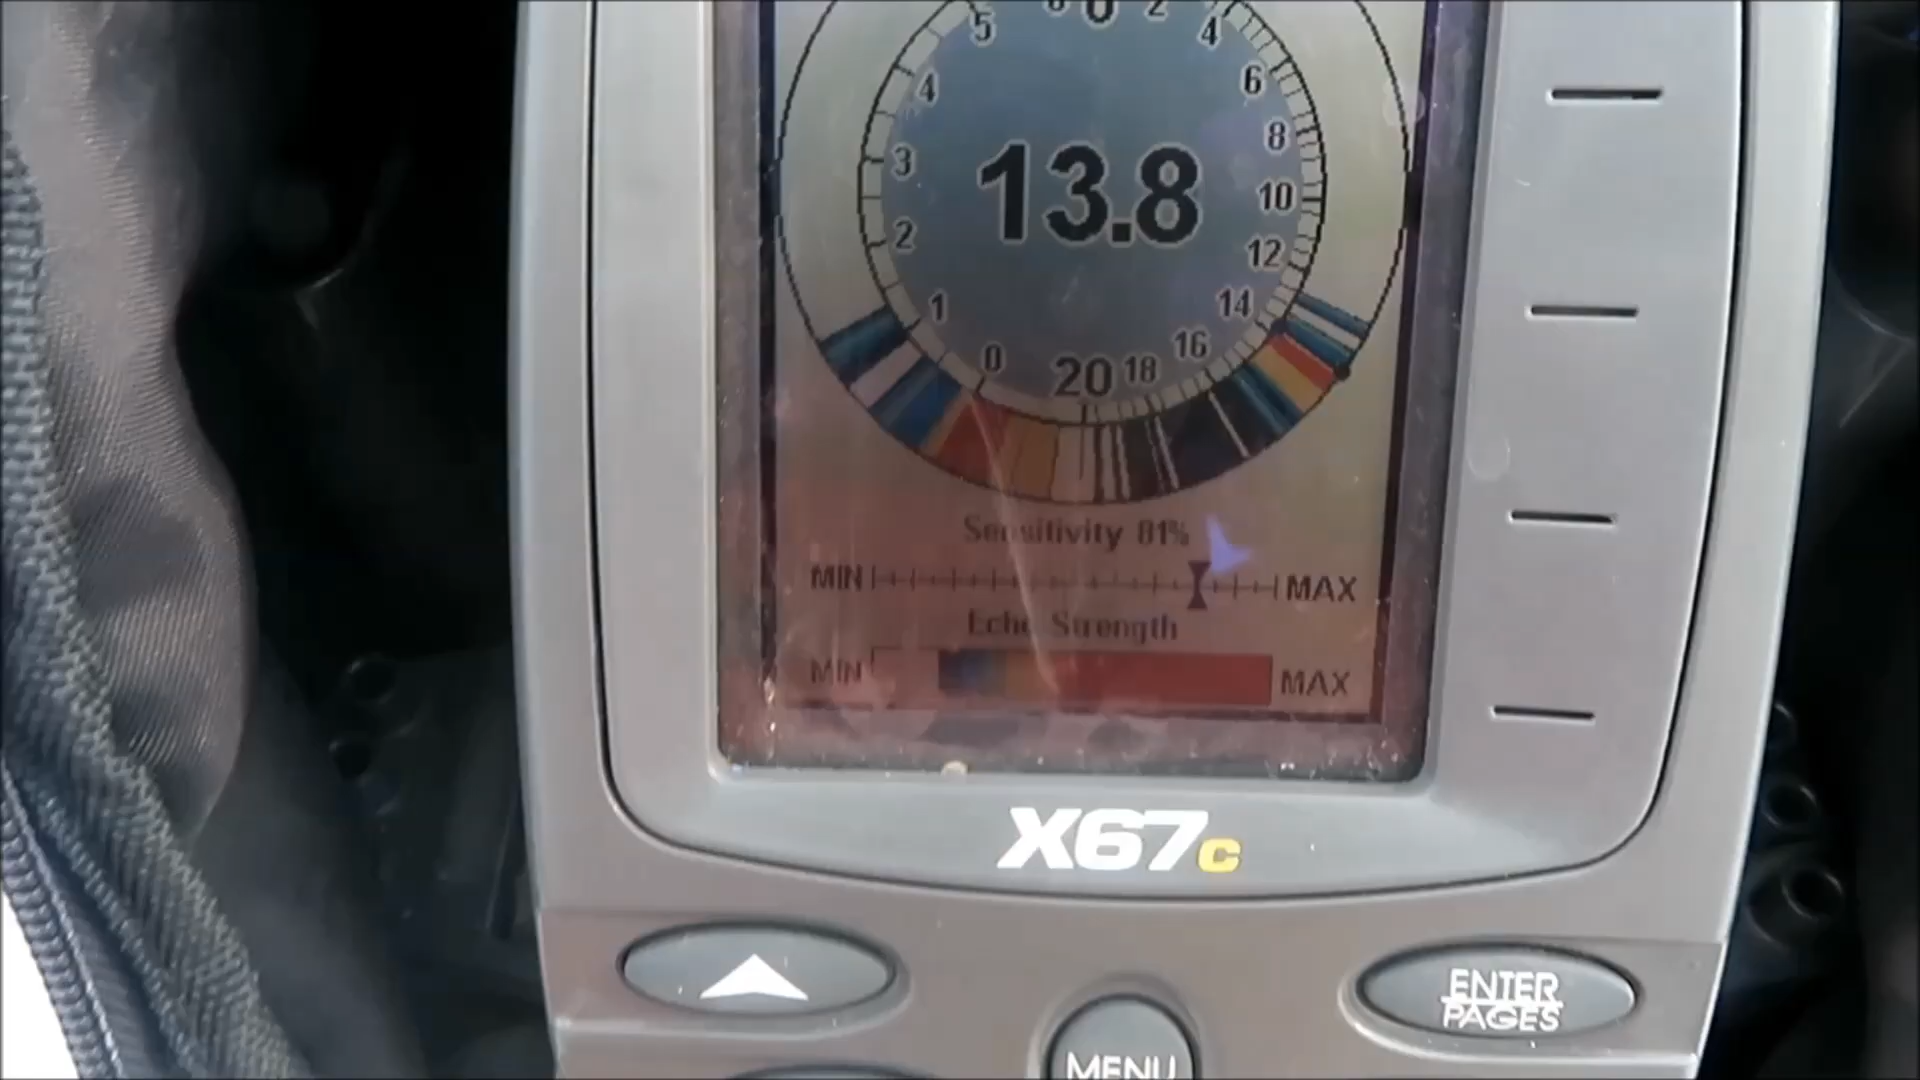 5 6 0 2 4
4 6
3 8
2 10
1 12
0 14
20 18 16
13.8
Sensitivity 81%
MIN MAX
Echo Strength
MIN MAX
X67c
ENTER
PAGES
MENU